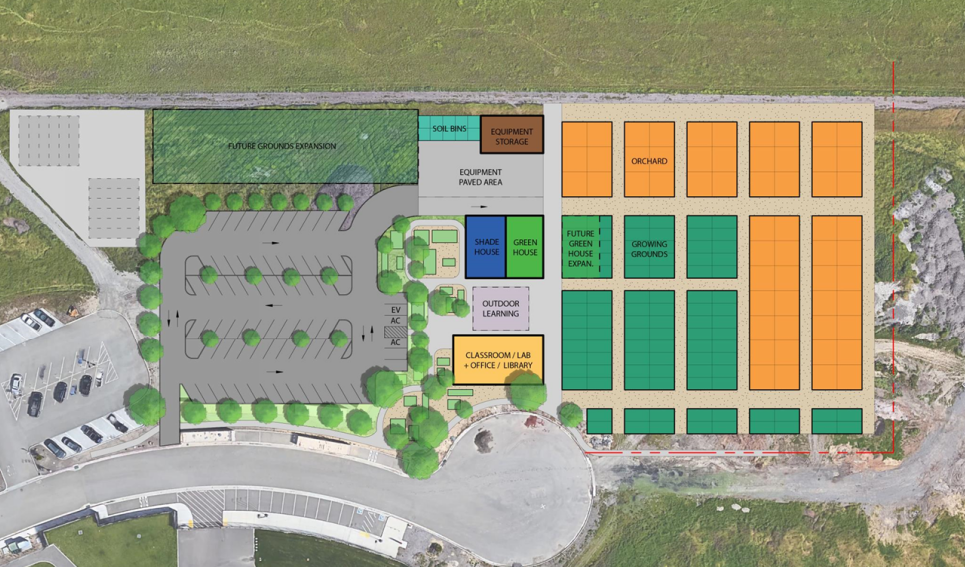 FUTURE GROUNDS EXPANSION
SOIL BINS
EQUIPMENT
STORAGE
EQUIPMENT
PAVED AREA
ORCHARD
SHADE
HOUSE
GREEN
HOUSE
FUTURE
GREEN
HOUSE
EXPAN.
GROWING
GROUNDS
OUTDOOR
LEARNING
EV
AC
AC
CLASSROOM / LAB
+ OFFICE / LIBRARY